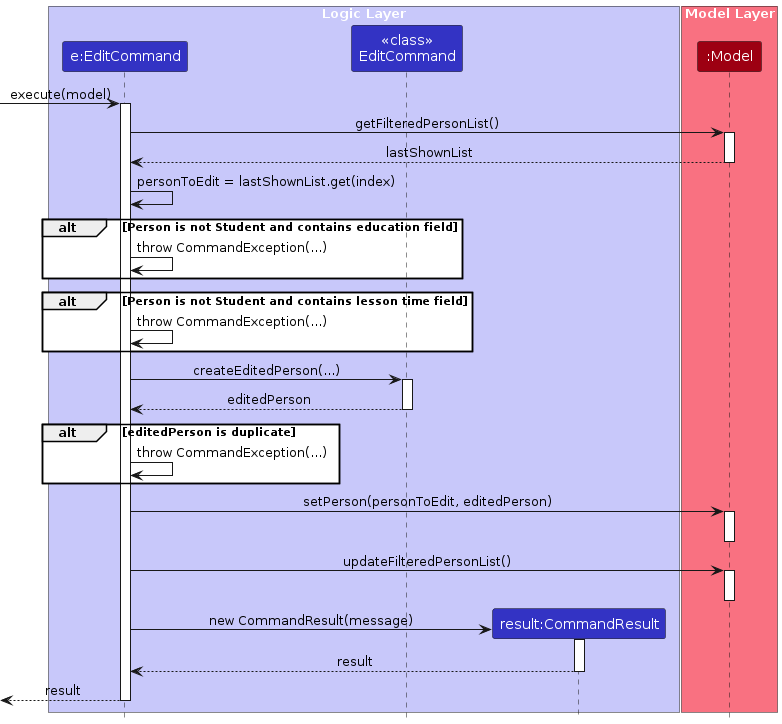 Logic Layer
Model Layer
e:EditCommand
«class»
EditCommand
:Model
execute(model)
getFilteredPersonList()
lastShownList
personToEdit = lastShownList.get(index)
alt [Person is not Student and contains education field]
throw CommandException(...)
alt [Person is not Student and contains lesson time field]
throw CommandException(...)
createEditedPerson(...)
editedPerson
alt [editedPerson is duplicate]
throw CommandException(...)
setPerson(personToEdit, editedPerson)
updateFilteredPersonList()
new CommandResult(message)
result:CommandResult
result
result